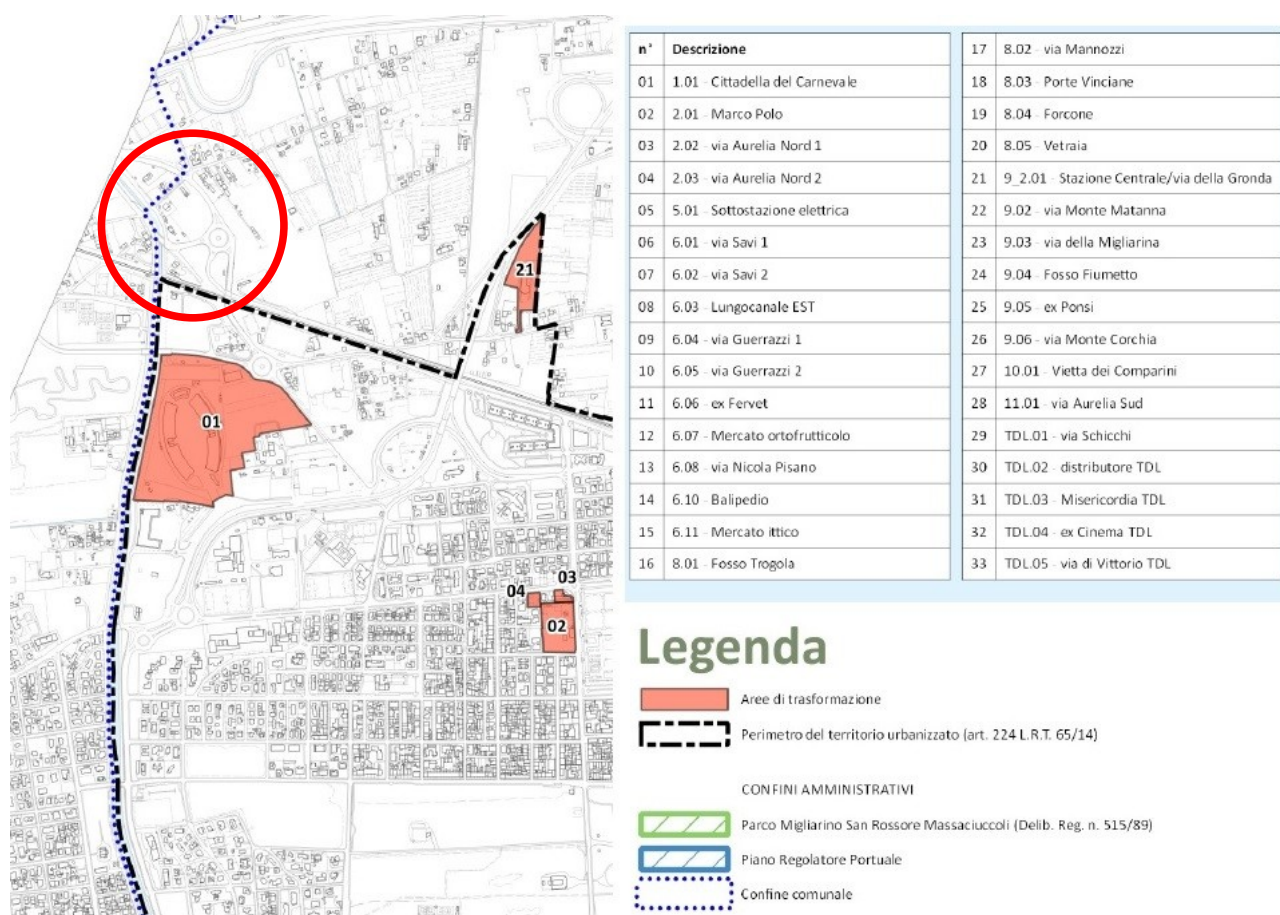 21
01
03
04
02
n° Descrizione
01 1.01 - Cittadella del Carnevale
02 2.01 - Marco Polo
03 2.02 - via Aurelia Nord 1
04 2.03 - via Aurelia Nord 2
05 5.01 - Sottostazione elettrica
06 6.01 - via Savi 1
07 6.02 - via Savi 2
08 6.03 - Lungocanale EST
09 6.04 - via Guerrazzi 1
10 6.05 - via Guerrazzi 2
11 6.06 - ex Fervet
12 6.07 - Mercato ortofrutticolo
13 6.08 - via Nicola Pisano
14 6.10 - Balipedio
15 6.11 - Mercato ittico
16 8.01 - Fosso Trogola
17 8.02 - via Mannozzi
18 8.03 - Porte Vinciane
19 8.04 - Forcone
20 8.05 - Vetraia
21 9_2.01 - Stazione Centrale/via della Gronda
22 9.02 - via Monte Matanna
23 9.03 - via della Migliarina
24 9.04 - Fosso Fiumetto
25 9.05 - ex Ponsi
26 9.06 - via Monte Corchia
27 10.01 - Vietta dei Comparini
28 11.01 - via Aurelia Sud
29 TDL.01 - via Schicchi
30 TDL.02 - distributore TDL
31 TDL.03 - Misericordia TDL
32 TDL.04 - ex Cinema TDL
33 TDL.05 - via di Vittorio TDL
Legenda
Aree di trasformazione
Perimetro del territorio urbanizzato (art. 224 L.R.T. 65/14)
CONFINI AMMINISTRATIVI
Parco Migliarino San Rossore Massaciuccoli (Delib. Reg. n. 515/89)
Piano Regolatore Portuale
Confine comunale